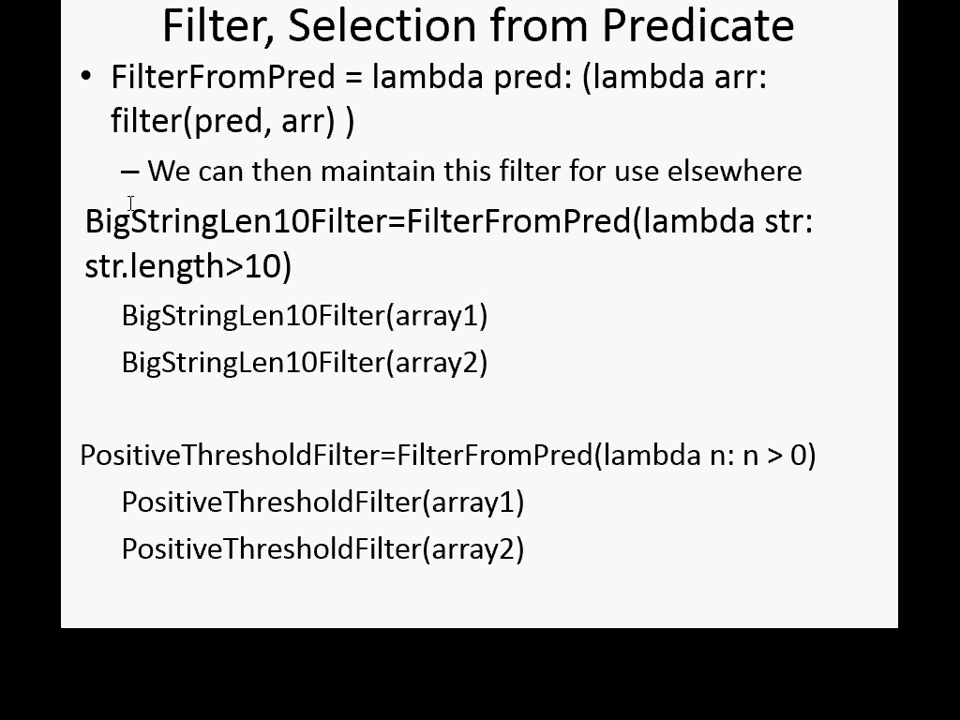 Filter, Selection from Predicate
• FilterFromPred = lambda pred: (lambda arr:
filter(pred, arr) )
– We can then maintain this filter for use elsewhere
BigStringLen10Filter=FilterFromPred(lambda str:
str.length>10)
BigStringLen10Filter(array1)
BigStringLen10Filter(array2)
PositiveThresholdFilter=FilterFromPred(lambda n: n > 0)
PositiveThresholdFilter(array1)
PositiveThresholdFilter(array2)